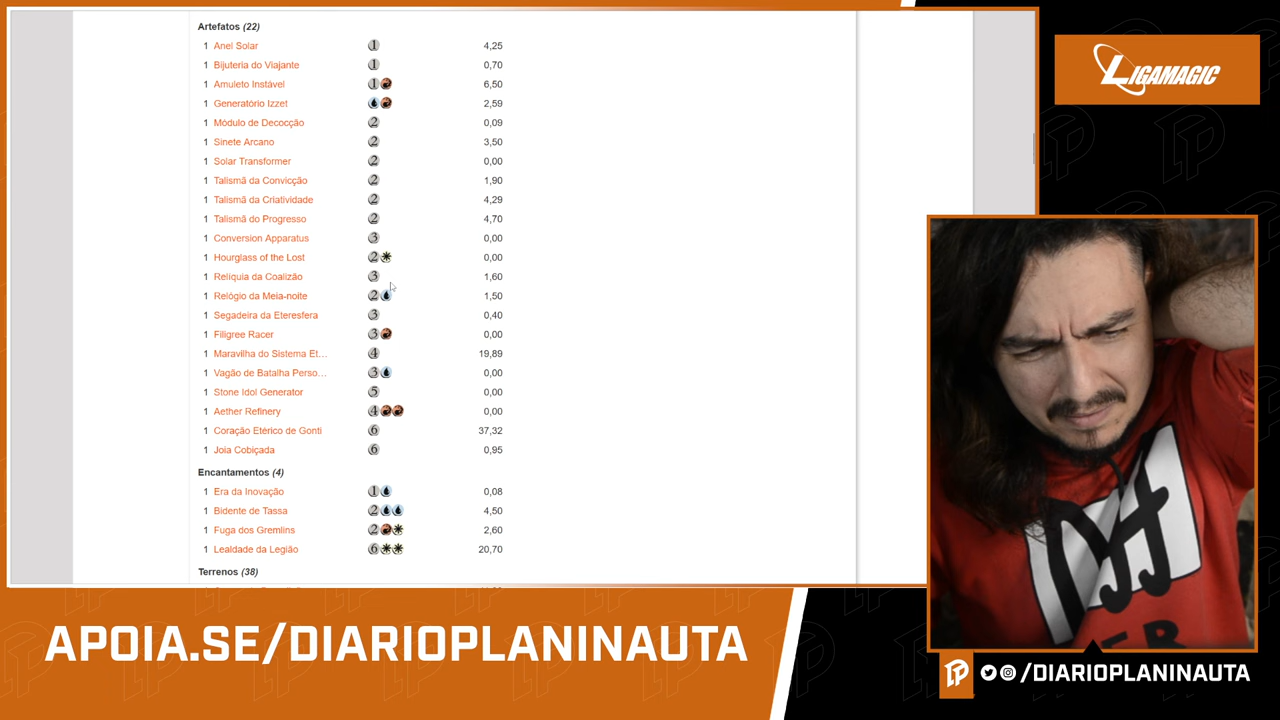 Artefatos (22)
1 Anel Solar 1 4,25
1 Bijuteria do Viajante 1 0,70
1 Amuleto Instável 1 6,50
1 Generatório Izzet 2,59
1 Módulo de Decocção 2 0,09
1 Sinete Arcano 2 3,50
1 Solar Transformer 2 0,00
1 Talismã da Convicção 2 1,90
1 Talismã da Criatividade 2 4,29
1 Talismã do Progresso 2 4,70
1 Conversion Apparatus 3 0,00
1 Hourglass of the Lost 2 0,00
1 Relíquia da Coalizão 3 1,60
1 Relógio da Meia-noite 2 1,50
1 Segadeira da Eteresfera 3 0,40
1 Filigree Racer 3 0,00
1 Maravilha do Sistema Et... 4 19,89
1 Vagão de Batalha Perso... 3 0,00
1 Stone Idol Generator 5 0,00
1 Aether Refinery 4 0,00
1 Coração Etérico de Gonti 6 37,32
1 Joia Cobiçada 6 0,95
Encantamentos (4)
1 Era da Inovação 1 0,08
1 Bidente de Tassa 2 4,50
1 Fuga dos Gremlins 2 2,60
1 Lealdade da Legião 6 20,70
Terrenos (38)
LIGAMAGIC
APOIA.SE/DIARIOPLANINAUTA
/DIARIOPLANINAUTA